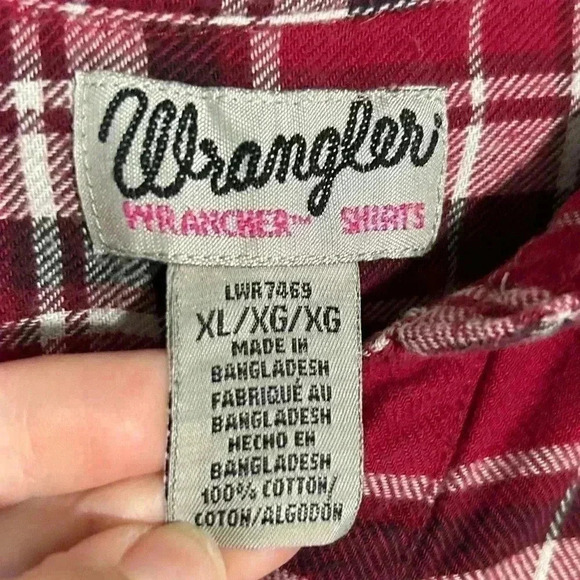 Wrangler
WRANCHER™ SHIRTS
LWR7469
XL/XG/XG
MADE IN
BANGLADESH
FABRIQUÉ AU
BANGLADESH
HECHO EN
BANGLADESH
100% COTTON/
COTON/ALGODON